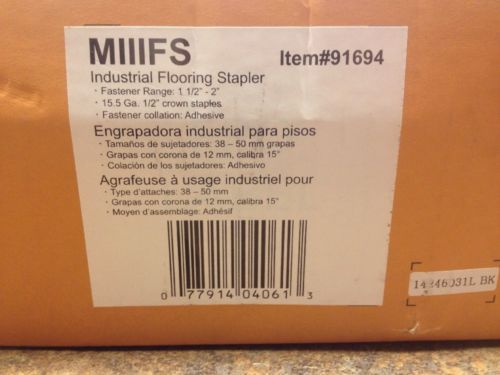 MIIIFS Item#91694
Industrial Flooring Stapler
· Fastener Range: 1 1/2" - 2"
· 15.5 Ga. 1/2" crown staples
· Fastener collation: Adhesive
Engrapadora industrial para pisos
· Tamaños de sujetadores: 38 – 50 mm grapas
· Grapas con corona de 12 mm, calibra 15°
· Colación de los sujetadores: Adhesivo
Agrafeuse à usage industriel pour
· Type d'attaches: 38 – 50 mm
· Grapas con corona de 12 mm, calibra 15°
· Moyen d'assemblage: Adhésif
0 77914 04061 3
BK